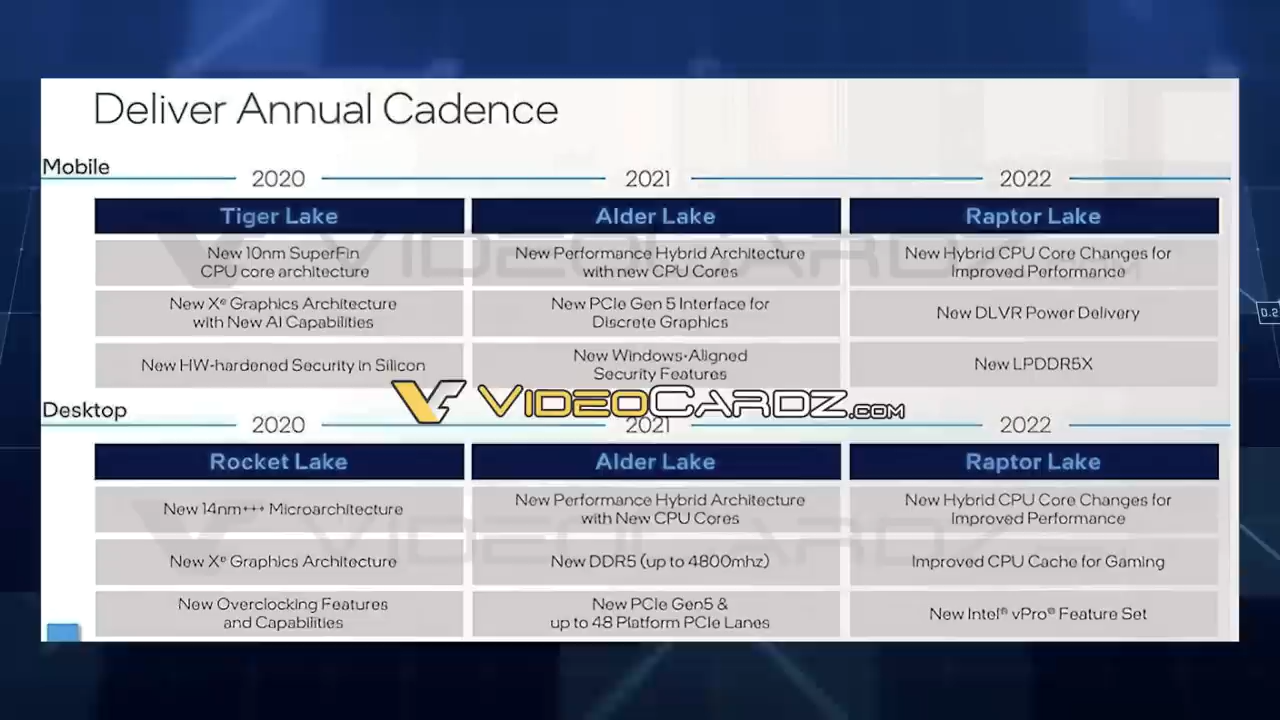 Deliver Annual Cadence
Mobile
2020
2021
2022
Tiger Lake
Alder Lake
Raptor Lake
New 10nm SuperFin
CPU core architecture
New Performance Hybrid Architecture
with new CPU Cores
New Hybrid CPU Core Changes for
Improved Performance
New Xᵉ Graphics Architecture
with New AI Capabilities
New PCIe Gen 5 Interface for
Discrete Graphics
New DLVR Power Delivery
New HW-hardened Security in Silicon
New Windows-Aligned
Security Features
New LPDDR5X
VIDEOCARDZ
VIDEOCARDZ.COM
Desktop
2020
2021
2022
Rocket Lake
Alder Lake
Raptor Lake
New 14nm+++ Microarchitecture
New Performance Hybrid Architecture
with New CPU Cores
New Hybrid CPU Core Changes for
Improved Performance
New Xᵉ Graphics Architecture
New DDR5 (up to 4800mhz)
Improved CPU Cache for Gaming
New Overclocking Features
and Capabilities
New PCIe Gen5 &
up to 48 Platform PCIe Lanes
New Intel® vPro® Feature Set
VIDEOCARDZ
0.2